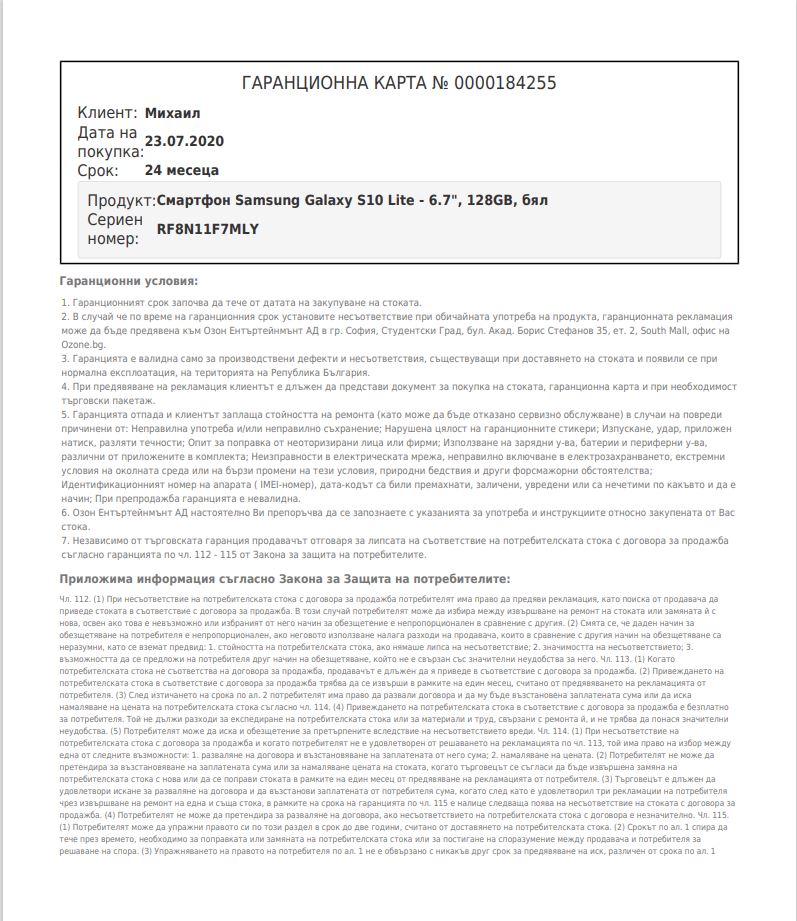 ГАРАНЦИОННА КАРТА № 0000184255
Клиент: Михаил
Дата на покупка: 23.07.2020
Срок: 24 месеца
Продукт: Смартфон Samsung Galaxy S10 Lite - 6.7", 128GB, бял
Сериен номер: RF8N11F7MLY
Гаранционни условия:
1. Гаранционният срок започва да тече от датата на закупуване на стоката.
2. В случай че по време на гаранционния срок установите несъответствие при обичайната употреба на продукта, гаранционната рекламация
може да бъде предявена към Озон Ентъртейнмънт АД в гр. София, Студентски Град, бул. Акад. Борис Стефанов 35, ет. 2, South Mall, офис на
Ozone.bg.
3. Гаранцията е валидна само за производствени дефекти и несъответствия, съществуващи при доставянето на стоката и появили се при
нормална експлоатация, на територията на Република България.
4. При предявяване на рекламация клиентът е длъжен да представи документ за покупка на стоката, гаранционна карта и при необходимост
търговски пакетаж.
5. Гаранцията отпада и клиентът заплаща стойността на ремонта (като може да бъде отказано сервизно обслужване) в случаи на повреди
причинени от: Неправилна употреба и/или неправилно съхранение; Нарушена цялост на гаранционните стикери; Изпускане, удар, приложен
натиск, разляти течности; Опит за поправка от неоторизирани лица или фирми; Използване на зарядни у-ва, батерии и периферни у-ва,
различни от приложените в комплекта; Неизправности в електрическата мрежа, неправилно включване в електрозахранването, екстремни
условия на околната среда или на бързи промени на тези условия, природни бедствия и други форсмажорни обстоятелства;
Идентификационният номер на апарата ( IMEI-номер), дата-кодът са били премахнати, заличени, увредени или са нечетими по какъвто и да е
начин; При препродажба гаранцията е невалидна.
6. Озон Ентъртейнмънт АД настоятелно Ви препоръчва да се запознаете с указанията за употреба и инструкциите относно закупената от Вас
стока.
7. Независимо от търговската гаранция продавачът отговаря за липсата на съответствие на потребителската стока с договора за продажба
съгласно гаранцията по чл. 112 - 115 от Закона за защита на потребителите.
Приложима информация съгласно Закона за Защита на потребителите:
Чл. 112. (1) При несъответствие на потребителската стока с договора за продажба потребителят има право да предяви рекламация, като поиска от продавача да
приведе стоката в съответствие с договора за продажба. В този случай потребителят може да избира между извършване на ремонт на стоката или замяната й с
нова, освен ако това е невъзможно или избраният от него начин за обезщетение е непропорционален в сравнение с другия. (2) Смята се, че даден начин за
обезщетяване на потребителя е непропорционален, ако неговото използване налага разходи на продавача, които в сравнение с другия начин на обезщетяване са
неразумни, като се вземат предвид: 1. стойността на потребителската стока, ако нямаше липса на несъответствие; 2. значимостта на несъответствието; 3.
възможността да се предложи на потребителя друг начин на обезщетяване, който не е свързан със значителни неудобства за него. Чл. 113. (1) Когато
потребителската стока не съответства на договора за продажба, продавачът е длъжен да я приведе в съответствие с договора за продажба. (2) Привеждането на
потребителската стока в съответствие с договора за продажба трябва да се извърши в рамките на един месец, считано от предявяването на рекламацията от
потребителя. (3) След изтичането на срока по ал. 2 потребителят има право да развали договора и да му бъде възстановена заплатената сума или да иска
намаляване на цената на потребителската стока съгласно чл. 114. (4) Привеждането на потребителската стока в съответствие с договора за продажба е безплатно
за потребителя. Той не дължи разходи за експедиране на потребителската стока или за материали и труд, свързани с ремонта й, и не трябва да понася значителни
неудобства. (5) Потребителят може да иска и обезщетение за претърпените вследствие на несъответствието вреди. Чл. 114. (1) При несъответствие на
потребителската стока с договора за продажба и когато потребителят не е удовлетворен от решаването на рекламацията по чл. 113, той има право на избор между
една от следните възможности: 1. разваляне на договора и възстановяване на заплатената от него сума; 2. намаляване на цената. (2) Потребителят не може да
претендира за възстановяване на заплатената сума или за намаляване цената на стоката, когато търговецът се съгласи да бъде извършена замяна на
потребителската стока с нова или да се поправи стоката в рамките на един месец от предявяване на рекламацията от потребителя. (3) Търговецът е длъжен да
удовлетвори искане за разваляне на договора и да възстанови заплатената от потребителя сума, когато след като е удовлетворил три рекламации на потребителя
чрез извършване на ремонт на една и съща стока, в рамките на срока на гаранцията по чл. 115 е налице следваща поява на несъответствие на стоката с договора за
продажба. (4) Потребителят не може да претендира за разваляне на договора, ако несъответствието на потребителската стока с договора е незначително. Чл. 115.
(1) Потребителят може да упражни правото си по този раздел в срок до две години, считано от доставянето на потребителската стока. (2) Срокът по ал. 1 спира да
тече през времето, необходимо за поправката или замяната на потребителската стока или за постигане на споразумение между продавача и потребителя за
решаване на спора. (3) Упражняването на правото на потребителя по ал. 1 не е обвързано с никакъв друг срок за предявяване на иск, различен от срока по ал. 1